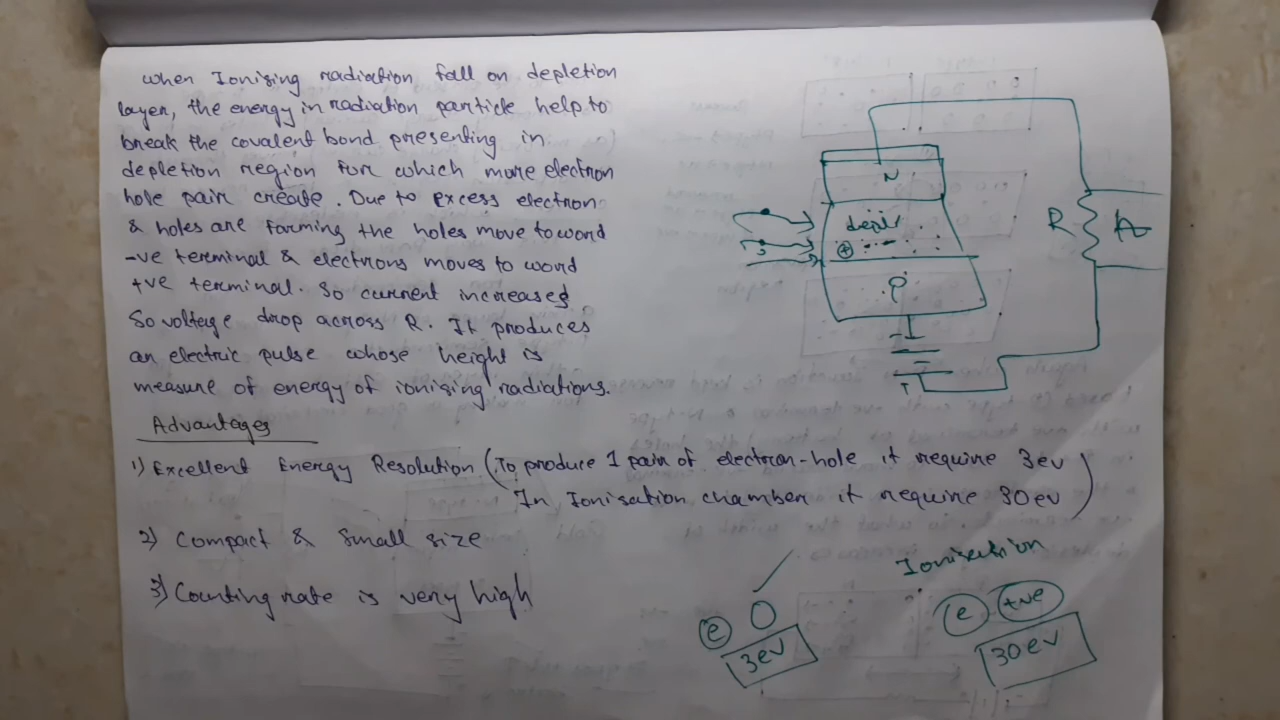 when Ionising radiation fall on depletion
layer, the energy in radiation particle help to
break the covalent bond presenting in
depletion region for which more electron
hole pair create. Due to excess electron
& holes are forming the holes move toword
-ve terminal & electrons moves to word
+ve terminal. So current increased
So voltage drop across R. It produces
an electric pulse whose height is
measure of energy of ionising radiations.
Advantages
1) Excellent Energy Resolution (To produce 1 pair of electron-hole it require 3ev
In Ionisation chamber it require 30ev)
2) Compact & Small size
3) Counting rate is very high
N
+
P
R
-
+
e
3ev
Ionisation
e
+ve
30ev